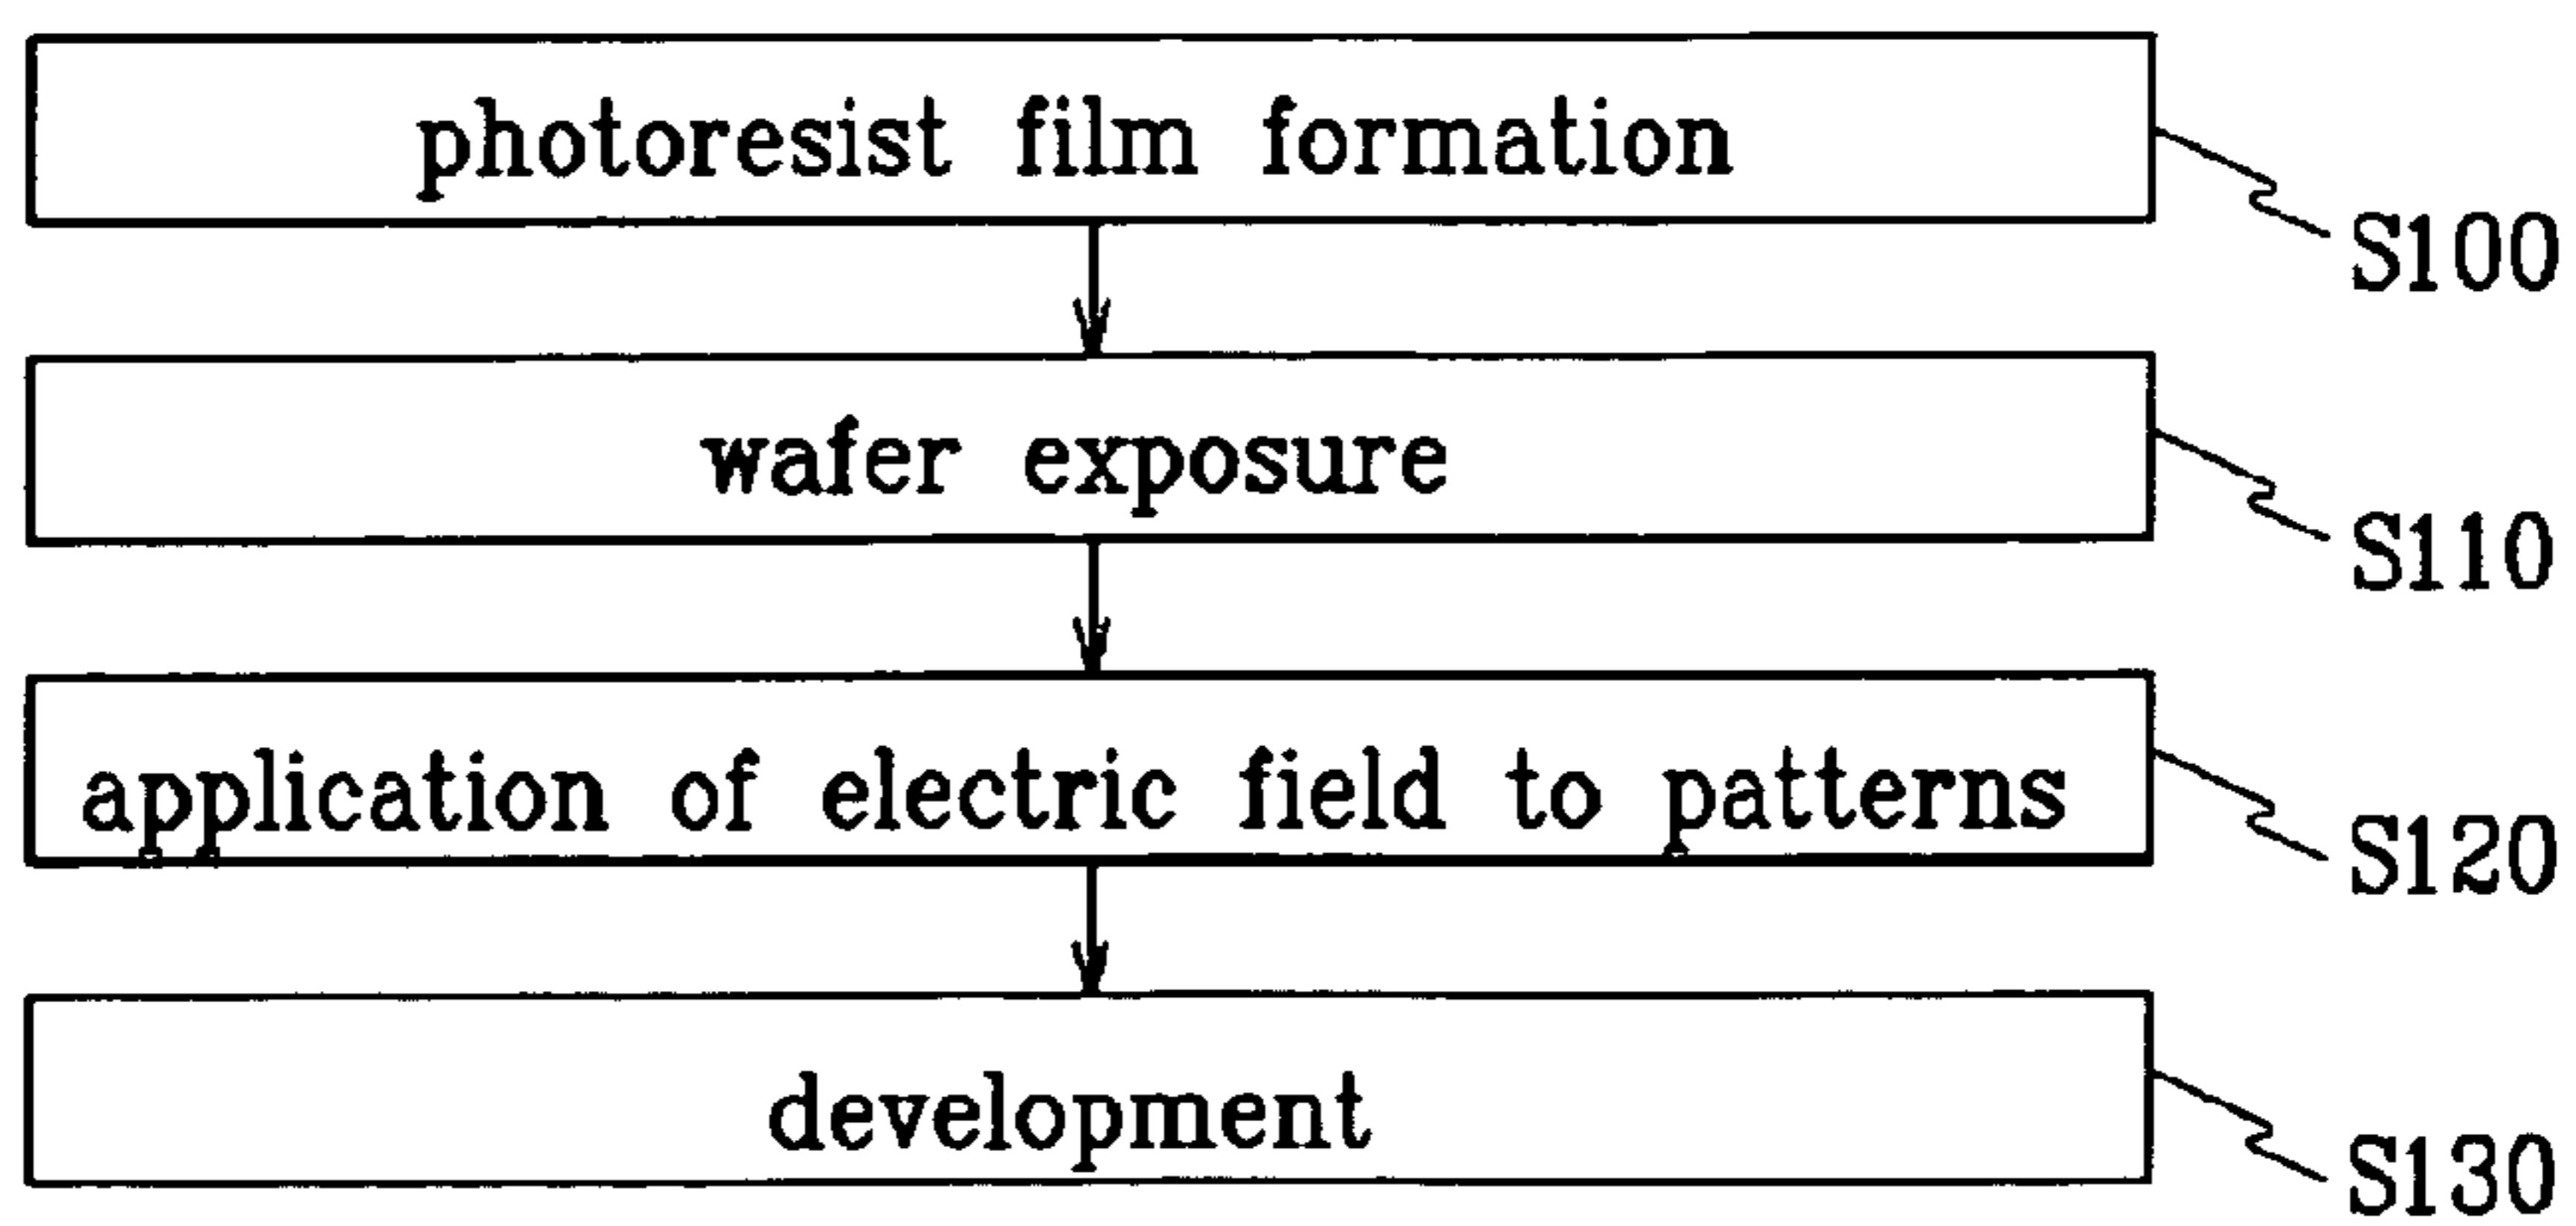 photoresist film formation
S100
wafer exposure
S110
application of electric field to patterns
S120
development
S130